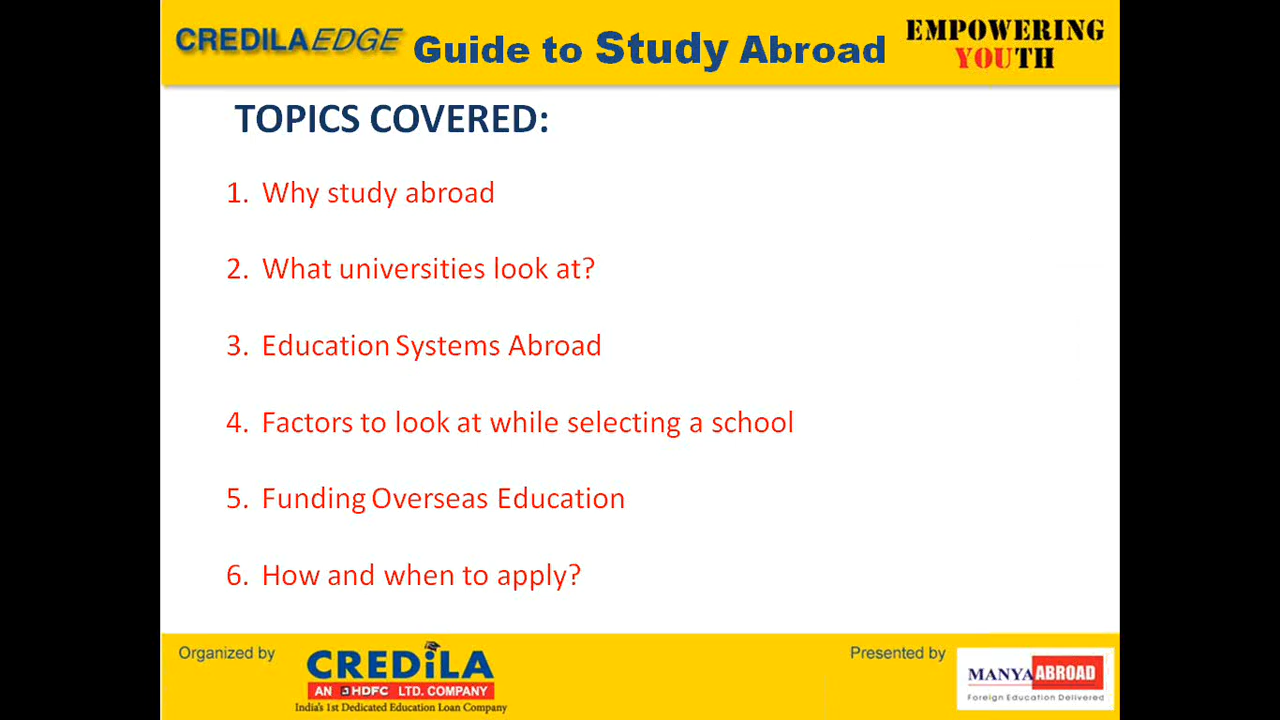 CREDILAEDGE Guide to Study Abroad
EMPOWERING
YOUTH
TOPICS COVERED:
1. Why study abroad
2. What universities look at?
3. Education Systems Abroad
4. Factors to look at while selecting a school
5. Funding Overseas Education
6. How and when to apply?
Organized by
CREDiLA
AN HDFC LTD. COMPANY
India's 1st Dedicated Education Loan Company
Presented by
MANYA ABROAD
Foreign Education Delivered